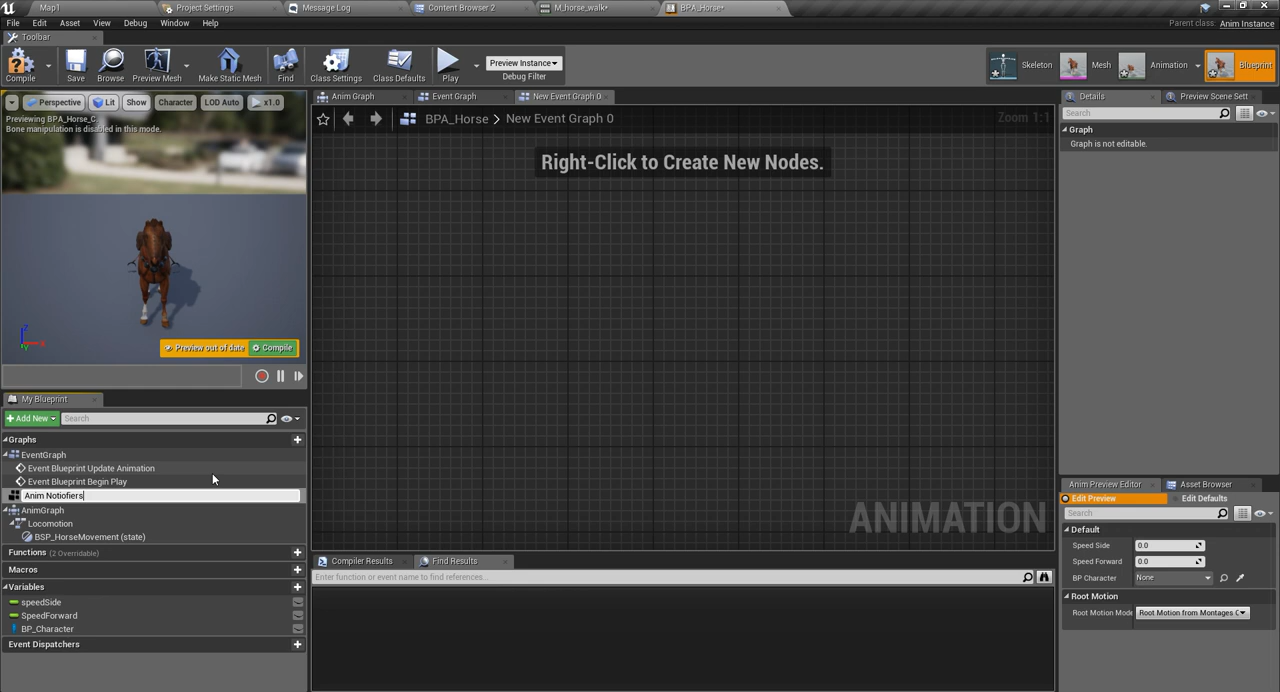 Map1
Project Settings
Message Log
Content Browser 2
M_horse_walk*
BPA_Horse*
File Edit Asset View Debug Window Help
Parent class: Anim Instance
Toolbar
Compile
Save
Browse
Preview Mesh
Make Static Mesh
Find
Class Settings
Class Defaults
Play
Preview Instance
Debug Filter
Skeleton
Mesh
Animation
Blueprint
Perspective Lit Show Character LOD Auto x1.0
Previewing BPA_Horse_C.
Bone manipulation is disabled in this mode.
Z
X
Preview out of date Compile
Anim Graph
Event Graph
New Event Graph 0
BPA_Horse > New Event Graph 0
Zoom 1:1
Right-Click to Create New Nodes.
ANIMATION
My Blueprint
+ Add New Search
Graphs
EventGraph
Event Blueprint Update Animation
Event Blueprint Begin Play
Anim Notiofiers
AnimGraph
Locomotion
BSP_HorseMovement (state)
Functions (2 Overridable)
Macros
Variables
speedSide
SpeedForward
BP_Character
Event Dispatchers
Compiler Results
Find Results
Enter function or event name to find references...
Details
Preview Scene Sett
Search
Graph
Graph is not editable.
Anim Preview Editor
Asset Browser
Edit Preview
Edit Defaults
Search
Default
Speed Side 0.0
Speed Forward 0.0
BP Character None
Root Motion
Root Motion Mode Root Motion from Montages O